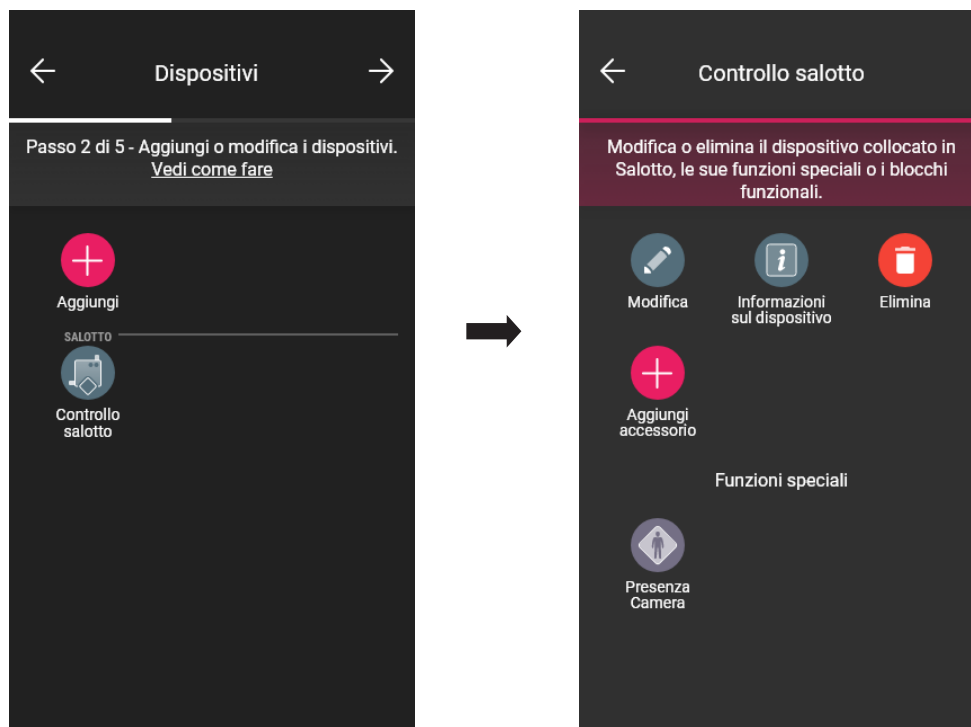 Dispositivi
Passo 2 di 5 - Aggiungi o modifica i dispositivi.
Vedi come fare
Aggiungi
SALOTTO
Controllo
salotto
Controllo salotto
Modifica o elimina il dispositivo collocato in
Salotto, le sue funzioni speciali o i blocchi
funzionali.
Modifica
Informazioni
sul dispositivo
Elimina
Aggiungi
accessorio
Funzioni speciali
Presenza
Camera